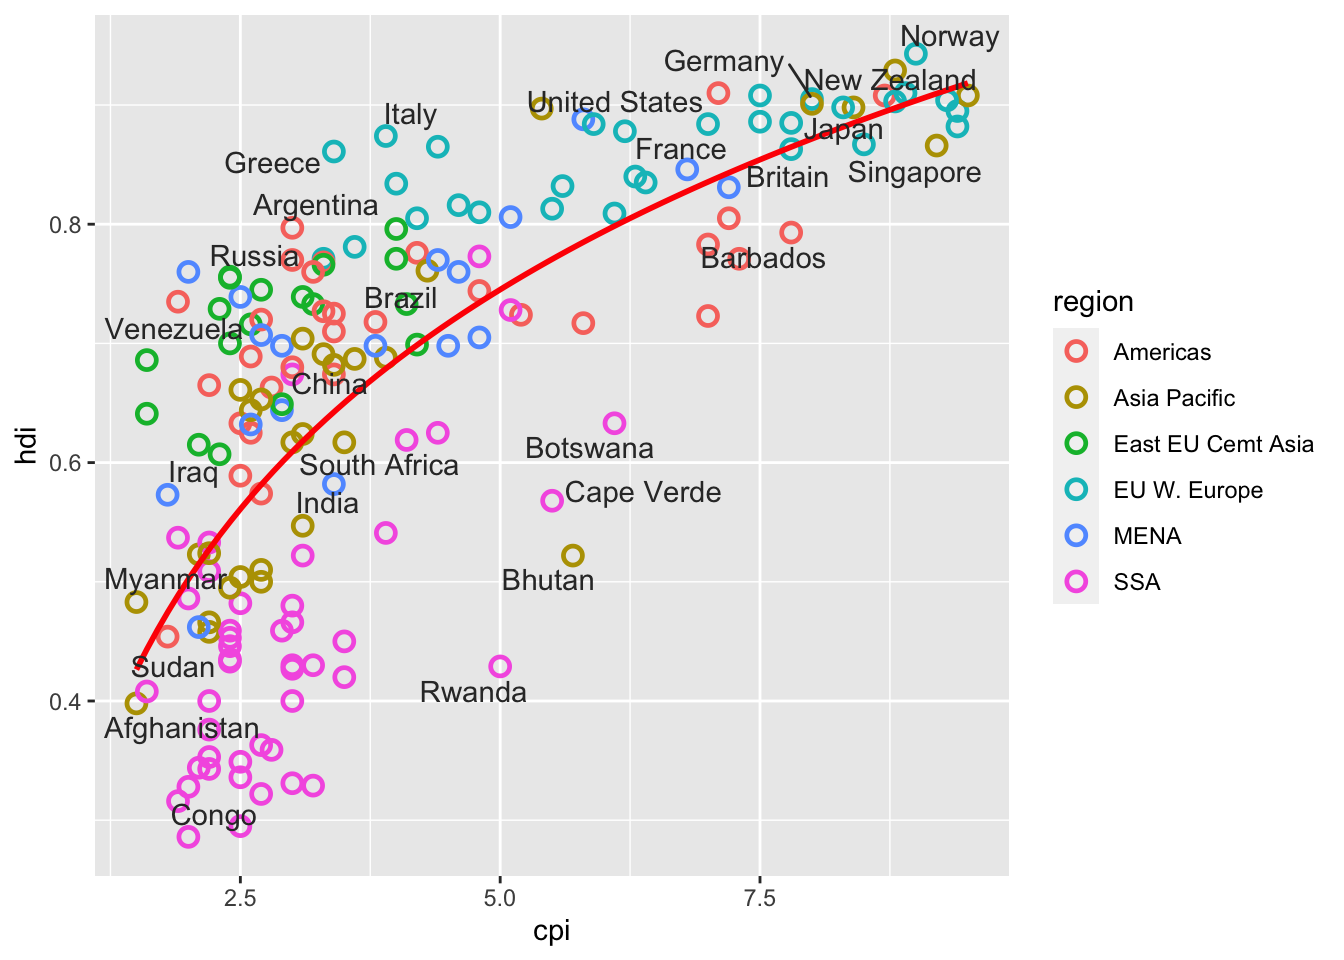 Norway
Germany
New Zealand
United States
Italy
Japan
France
Greece
Britain
Singapore
Argentina
0.8
Russia
Barbados
Brazil
Venezuela
China
Botswana
hdi
0.6
South Africa
Iraq
Cape Verde
India
Myanmar
Bhutan
Sudan
Rwanda
0.4
Afghanistan
Congo
2.5
5.0
7.5
cpi
region
Americas
Asia Pacific
East EU Cemt Asia
EU W. Europe
MENA
SSA